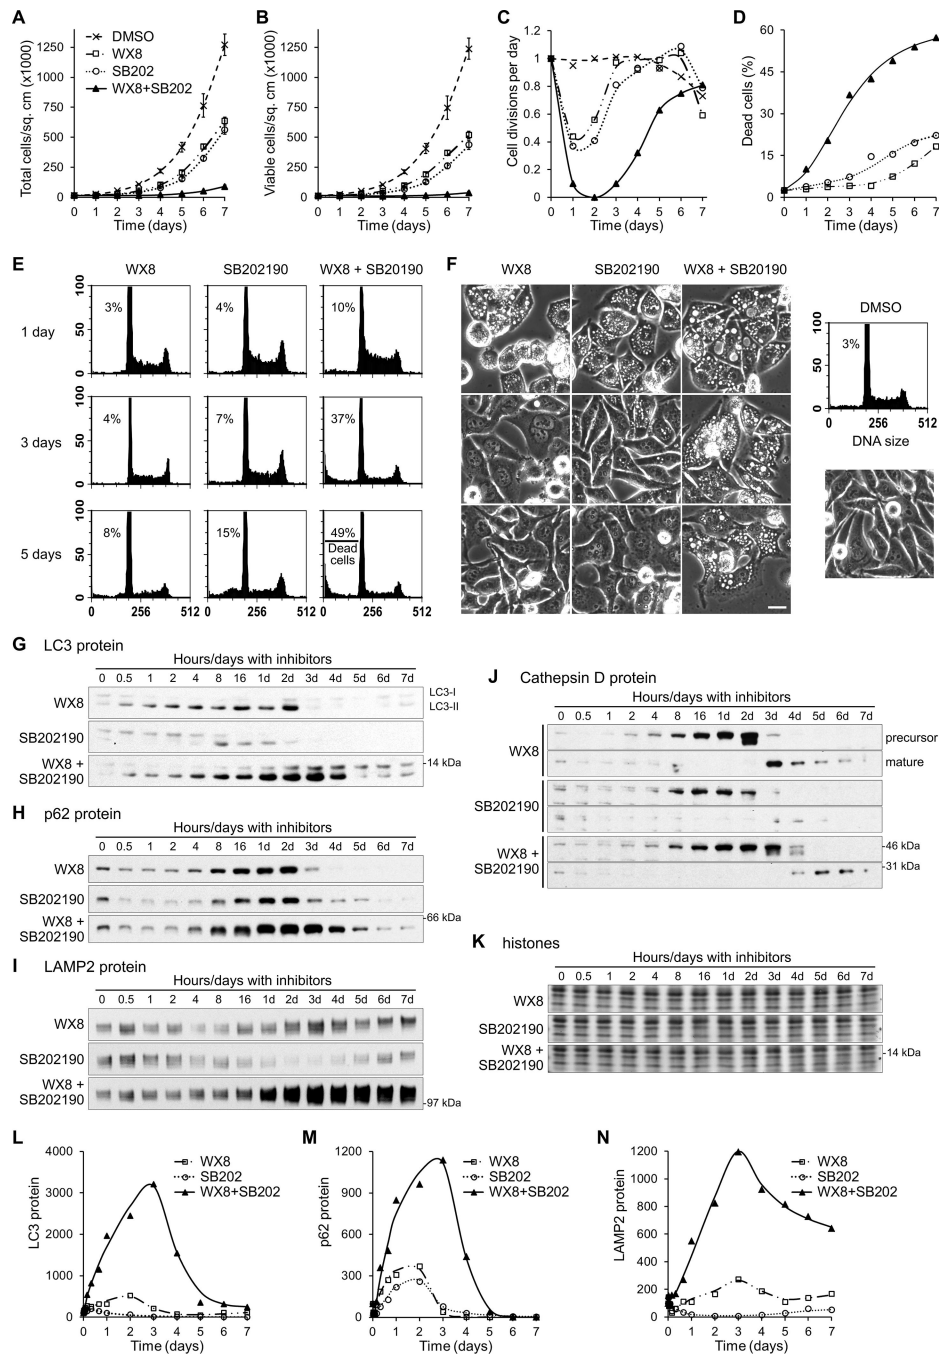 A
B
C
D
Total cells/sq. cm (x1000)
1250
1000
750
500
250
0
DMSO
WX8
SB202
WX8+SB202
0 1 2 3 4 5 6 7
Time (days)
Viable cells/sq. cm (x1000)
1250
1000
750
500
250
0
0 1 2 3 4 5 6 7
Time (days)
Cell divisions per day
1.2
1
0.8
0.6
0.4
0.2
0
0 1 2 3 4 5 6 7
Time (days)
Dead cells (%)
60
45
30
15
0
0 1 2 3 4 5 6 7
Time (days)
E
WX8 SB202190 WX8 + SB20190
1 day
100
50
0
3% 4% 10%
3 days
100
50
0
4% 7% 37%
5 days
100
50
0
8% 15% 49%
Dead
cells
0 256 0 256 0 256 512
F
WX8 SB202190 WX8 + SB20190
DMSO
100
50
0
3%
0 256 512
DNA size
G LC3 protein
Hours/days with inhibitors
0 0.5 1 2 4 8 16 1d 2d 3d 4d 5d 6d 7d
WX8
LC3-I
LC3-II
SB202190
WX8 +
SB202190
14 kDa
H p62 protein
Hours/days with inhibitors
0 0.5 1 2 4 8 16 1d 2d 3d 4d 5d 6d 7d
WX8
SB202190
WX8 +
SB202190
66 kDa
I LAMP2 protein
Hours/days with inhibitors
0 0.5 1 2 4 8 16 1d 2d 3d 4d 5d 6d 7d
WX8
SB202190
WX8 +
SB202190
97 kDa
J Cathepsin D protein
Hours/days with inhibitors
0 0.5 1 2 4 8 16 1d 2d 3d 4d 5d 6d 7d
WX8
precursor
mature
SB202190
WX8 +
SB202190
46 kDa
31 kDa
K histones
Hours/days with inhibitors
0 0.5 1 2 4 8 16 1d 2d 3d 4d 5d 6d 7d
WX8
SB202190
WX8 +
SB202190
14 kDa
L
LC3 protein
4000
3000
2000
1000
0
WX8
SB202
WX8+SB202
0 1 2 3 4 5 6 7
Time (days)
M
p62 protein
1200
900
600
300
0
WX8
SB202
WX8+SB202
0 1 2 3 4 5 6 7
Time (days)
N
LAMP2 protein
1200
1000
800
600
400
200
0
WX8
SB202
WX8+SB202
0 1 2 3 4 5 6 7
Time (days)